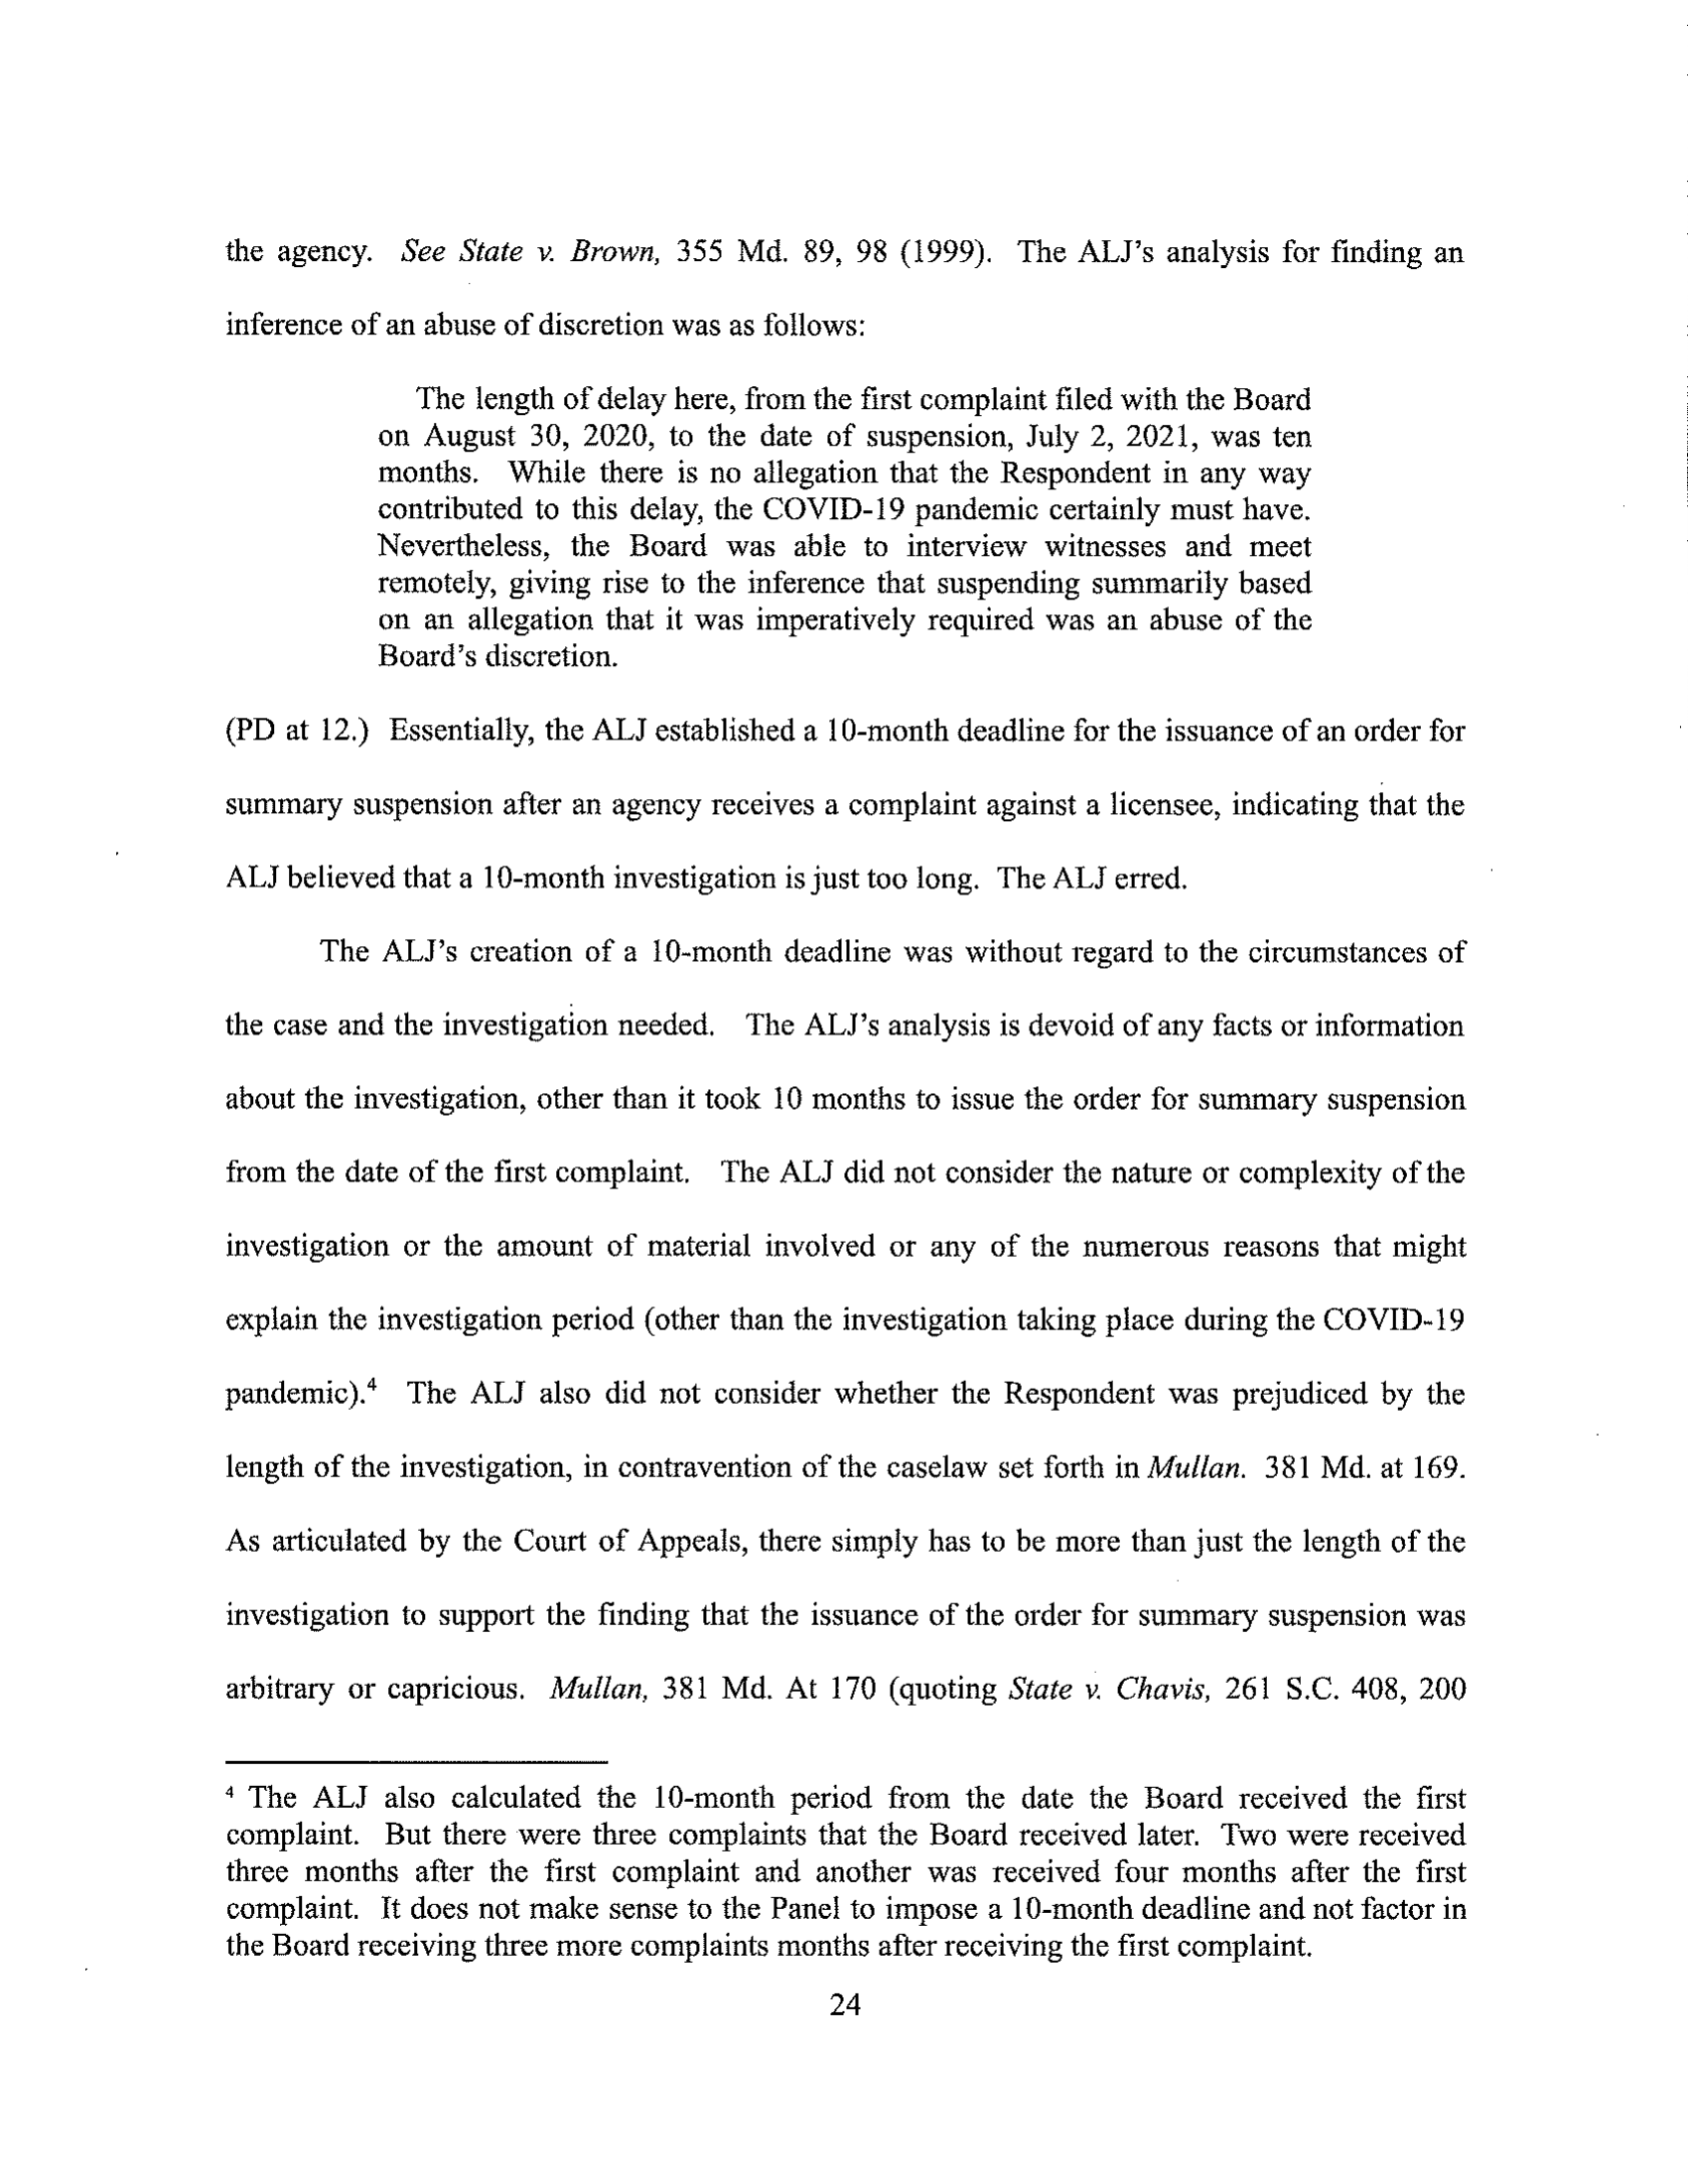 the agency. See State v. Brown, 355 Md. 89, 98 (1999). The ALJ's analysis for finding an
inference of an abuse of discretion was as follows:
The length of delay here, from the first complaint filed with the Board
on August 30, 2020, to the date of suspension, July 2, 2021, was ten
months. While there is no allegation that the Respondent in any way
contributed to this delay, the COVID-19 pandemic certainly must have.
Nevertheless, the Board was able to interview witnesses and meet
remotely, giving rise to the inference that suspending summarily based
on an allegation that it was imperatively required was an abuse of the
Board's discretion.
(PD at 12.) Essentially, the ALJ established a 10-month deadline for the issuance of an order for
summary suspension after an agency receives a complaint against a licensee, indicating that the
ALJ believed that a 10-month investigation is just too long. The ALJ erred.
The ALJ's creation of a 10-month deadline was without regard to the circumstances of
the case and the investigation needed. The ALJ's analysis is devoid of any facts or information
about the investigation, other than it took 10 months to issue the order for summary suspension
from the date of the first complaint. The ALJ did not consider the nature or complexity of the
investigation or the amount of material involved or any of the numerous reasons that might
explain the investigation period (other than the investigation taking place during the COVID-19
pandemic).⁴ The ALJ also did not consider whether the Respondent was prejudiced by the
length of the investigation, in contravention of the caselaw set forth in Mullan. 381 Md. at 169.
As articulated by the Court of Appeals, there simply has to be more than just the length of the
investigation to support the finding that the issuance of the order for summary suspension was
arbitrary or capricious. Mullan, 381 Md. At 170 (quoting State v. Chavis, 261 S.C. 408, 200
⁴ The ALJ also calculated the 10-month period from the date the Board received the first
complaint. But there were three complaints that the Board received later. Two were received
three months after the first complaint and another was received four months after the first
complaint. It does not make sense to the Panel to impose a 10-month deadline and not factor in
the Board receiving three more complaints months after receiving the first complaint.
24